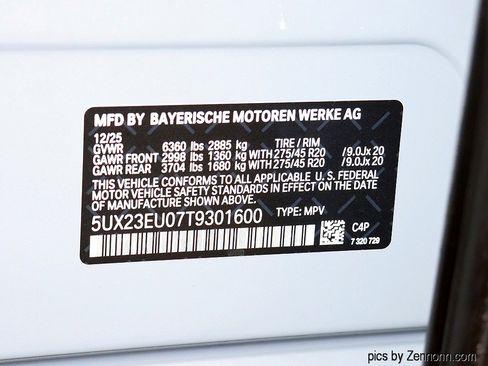 MFD BY BAYERISCHE MOTOREN WERKE AG
12/25
GVWR 6360 lbs 2885 kg TIRE / RIM
GAWR FRONT 2998 lbs 1360 kg WITH 275/45 R20 /9.0Jx 20
GAWR REAR 3704 lbs 1680 kg WITH 275/45 R20 /9.0Jx 20
THIS VEHICLE CONFORMS TO ALL APPLICABLE U. S. FEDERAL
MOTOR VEHICLE SAFETY STANDARDS IN EFFECT ON THE DATE
OF MANUFACTURE SHOWN ABOVE.
5UX23EU07T9301600 TYPE: MPV
C4P
7 320 729
pics by Zennonn.com